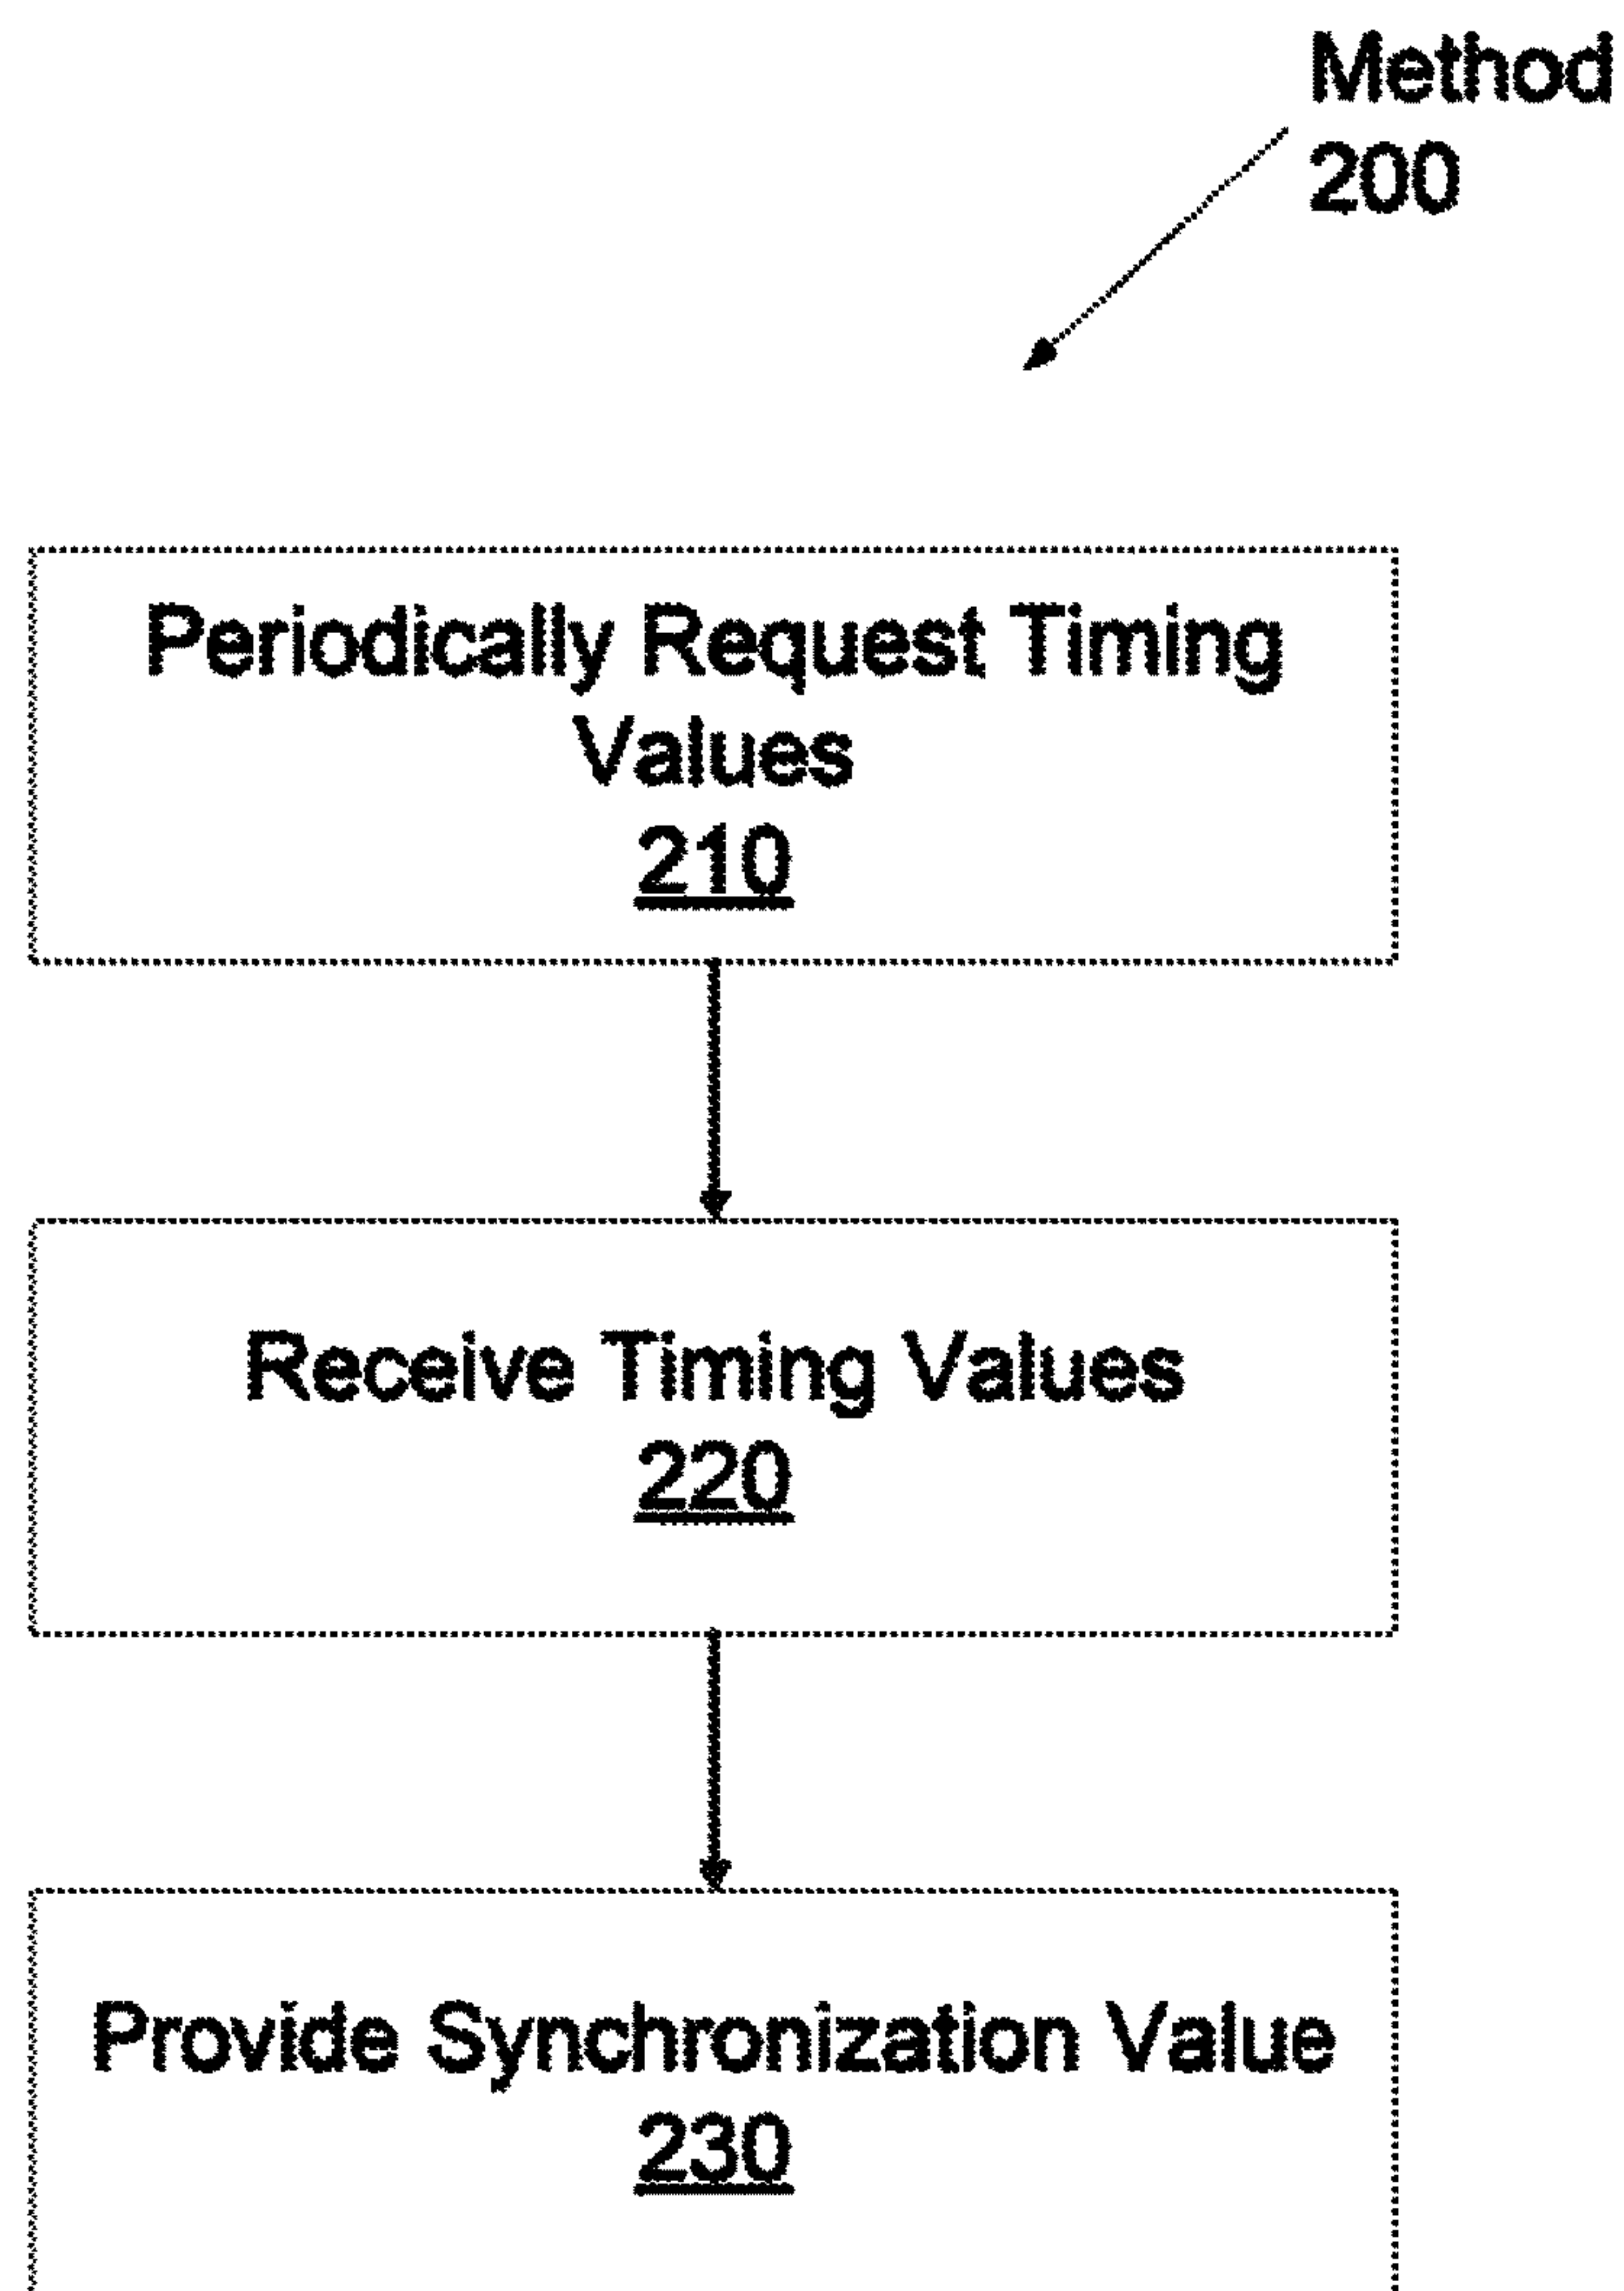 Method
200
Periodically Request Timing
Values
210
Receive Timing Values
220
Provide Synchronization Value
230